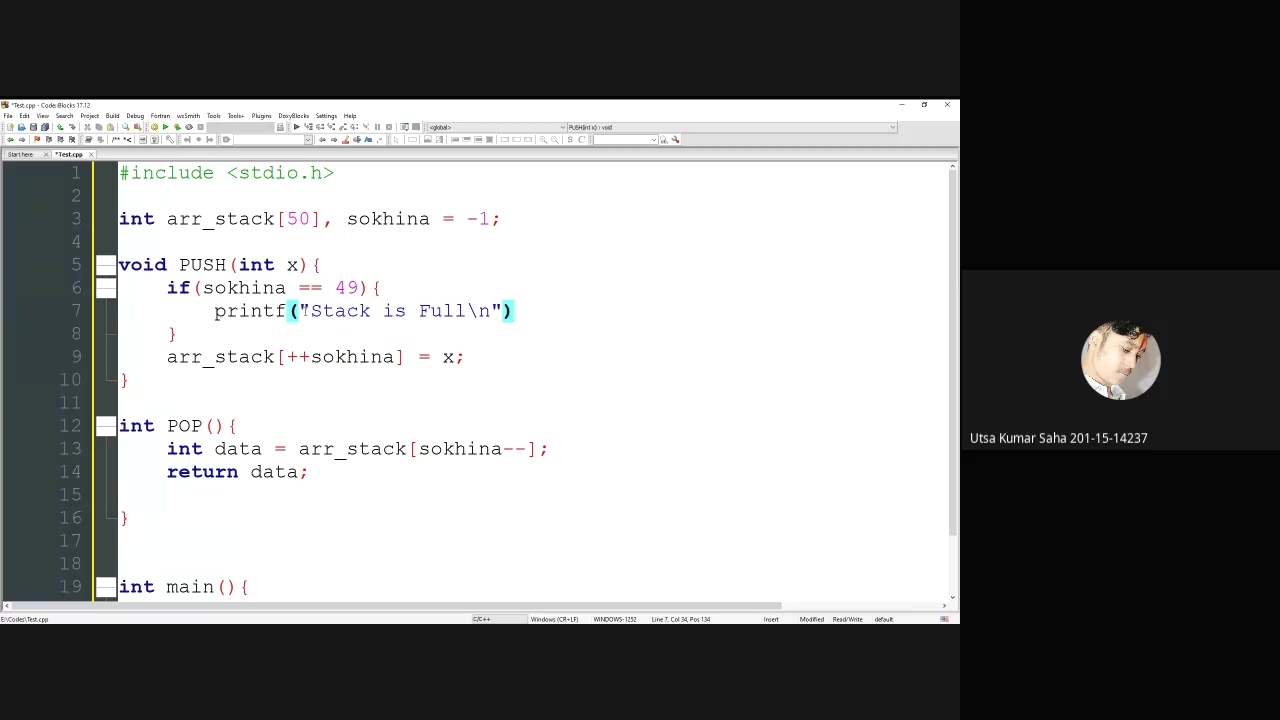 *Test.cpp - Code::Blocks 17.12
File Edit View Search Project Build Debug Fortran wxSmith Tools Tools+ Plugins DoxyBlocks Settings Help
<global> PUSH(int x) : void
Start here *Test.cpp
1 #include <stdio.h>
2
3 int arr_stack[50], sokhina = -1;
4
5 void PUSH(int x){
6 if(sokhina == 49){
7 printf("Stack is Full\n")
8 }
9 arr_stack[++sokhina] = x;
10 }
11
12 int POP(){
13 int data = arr_stack[sokhina--];
14 return data;
15
16 }
17
18
19 int main(){
E:\Codes\Test.cpp C/C++ Windows (CR+LF) WINDOWS-1252 Line 7, Col 34, Pos 134 Insert Modified Read/Write default
Utsa Kumar Saha 201-15-14237